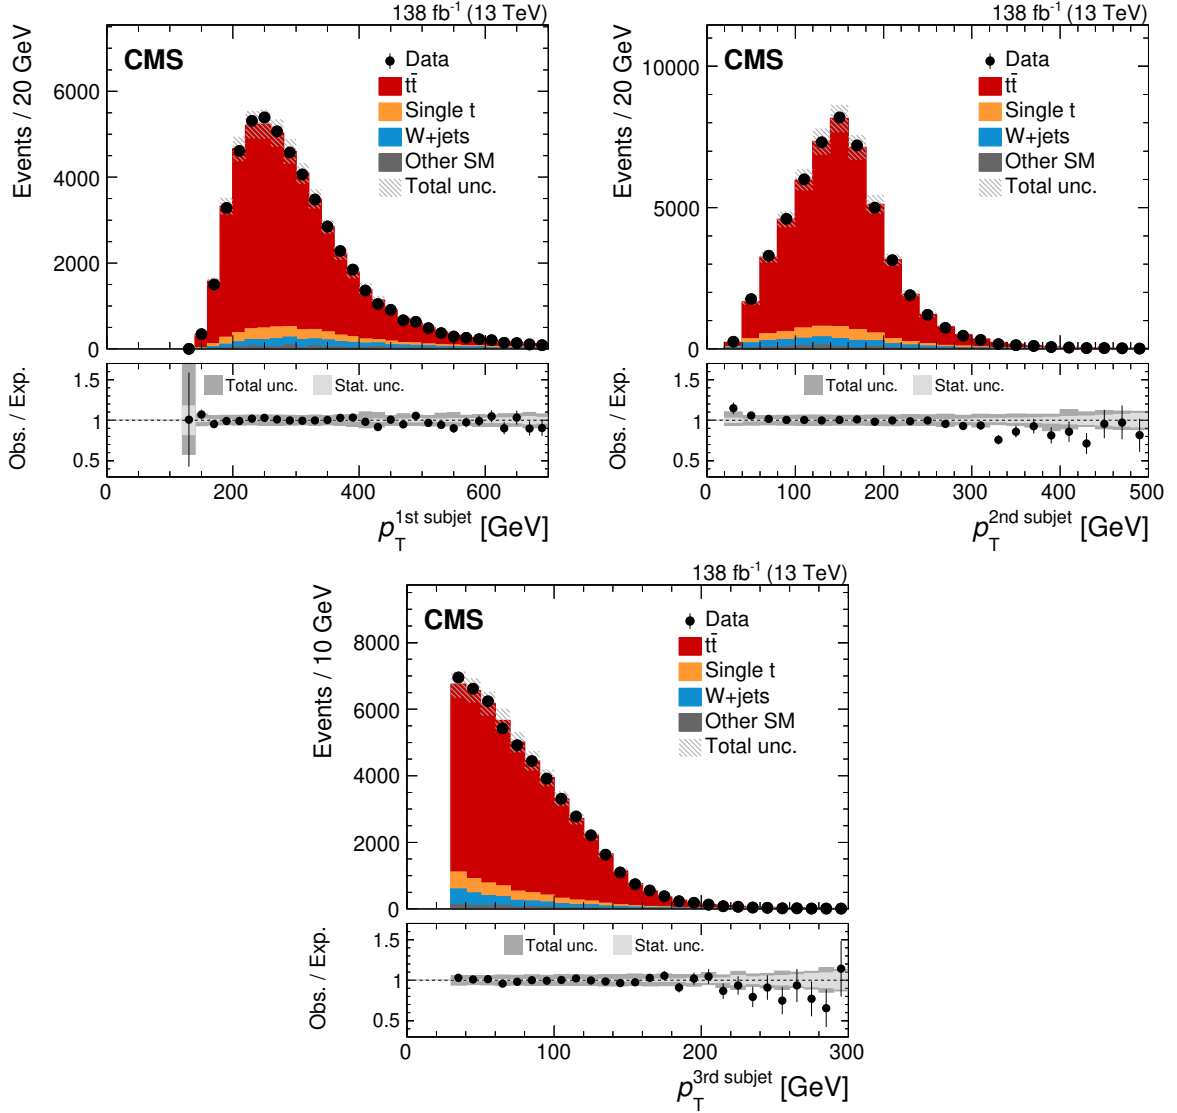 138 fb⁻¹ (13 TeV)
Events / 20 GeV
CMS
Data
tt̄
Single t
W+jets
Other SM
Total unc.
6000
4000
2000
0
Obs. / Exp.
1.5
1
0.5
Total unc.
Stat. unc.
0
200
400
600
p_T^1st subjet [GeV]
138 fb⁻¹ (13 TeV)
Events / 20 GeV
CMS
Data
tt̄
Single t
W+jets
Other SM
Total unc.
10000
5000
0
Obs. / Exp.
1.5
1
0.5
Total unc.
Stat. unc.
0
100
200
300
400
500
p_T^2nd subjet [GeV]
138 fb⁻¹ (13 TeV)
Events / 10 GeV
CMS
Data
tt̄
Single t
W+jets
Other SM
Total unc.
8000
6000
4000
2000
0
Obs. / Exp.
1.5
1
0.5
Total unc.
Stat. unc.
0
100
200
300
p_T^3rd subjet [GeV]